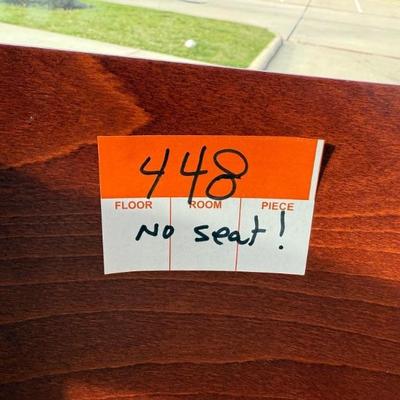 448
FLOOR ROOM PIECE
No seat!